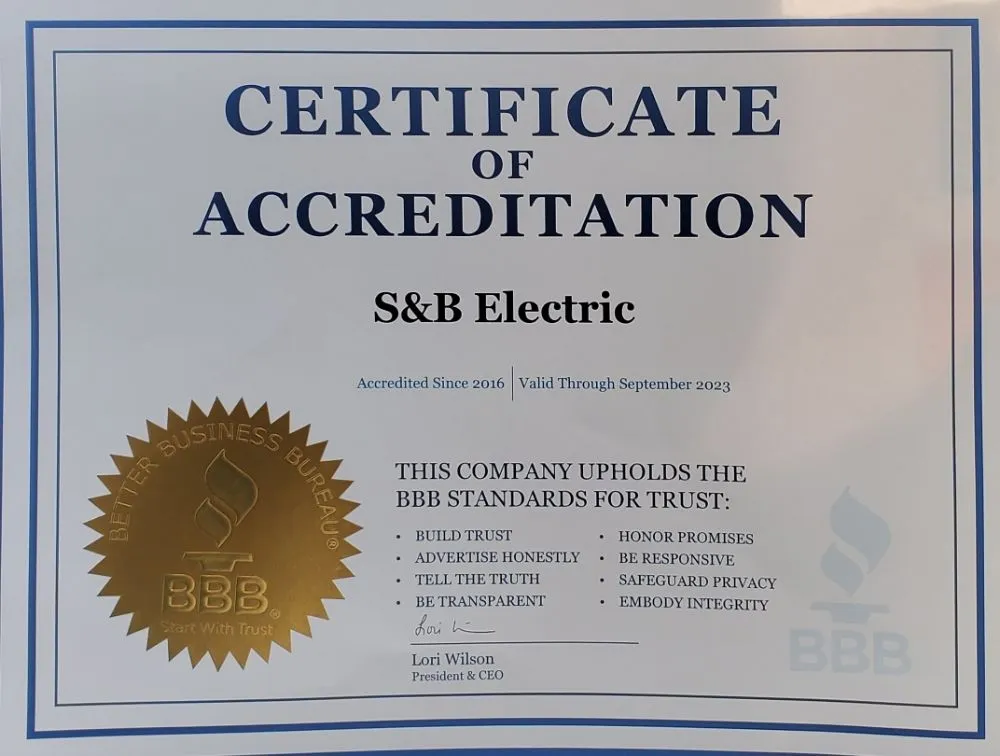 CERTIFICATE
OF
ACCREDITATION
S&B Electric
Accredited Since 2016 | Valid Through September 2023
BETTER BUSINESS BUREAU®
BBB®
Start With Trust
THIS COMPANY UPHOLDS THE
BBB STANDARDS FOR TRUST:
• BUILD TRUST
• ADVERTISE HONESTLY
• TELL THE TRUTH
• BE TRANSPARENT
• HONOR PROMISES
• BE RESPONSIVE
• SAFEGUARD PRIVACY
• EMBODY INTEGRITY
Lori
Lori Wilson
President & CEO
BBB